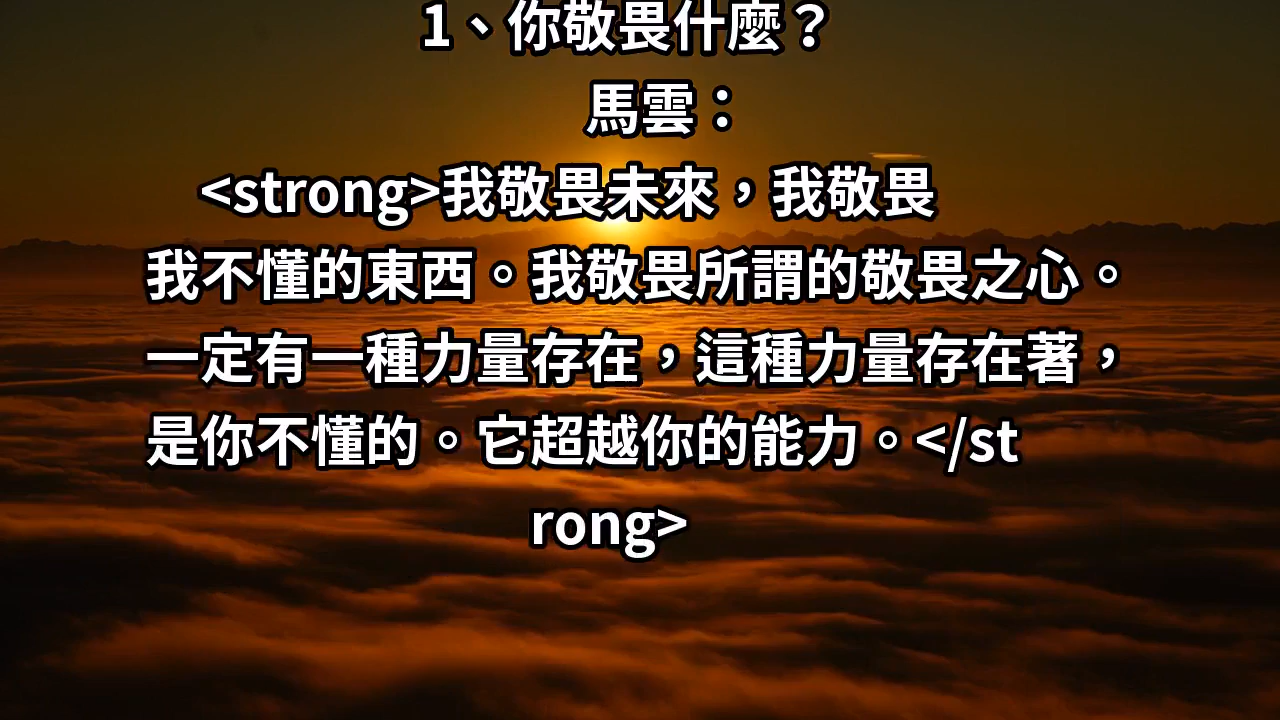 1、你敬畏什麼？
馬雲：
<strong>我敬畏未來，我敬畏
我不懂的東西。我敬畏所謂的敬畏之心。
一定有一種力量存在，這種力量存在著，
是你不懂的。它超越你的能力。</st
rong>